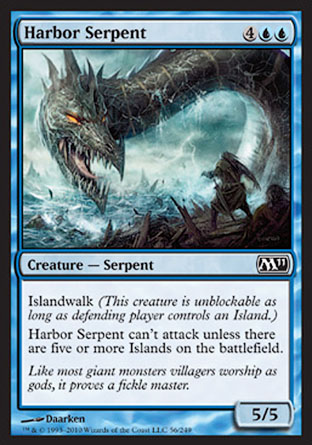 Harbor Serpent 4
Creature — Serpent M11
Islandwalk (This creature is unblockable as
long as defending player controls an Island.)
Harbor Serpent can't attack unless there
are five or more Islands on the battlefield.
Like most giant monsters villagers worship as
gods, it proves a fickle master.
Daarken
™ & © 1993–2010 Wizards of the Coast LLC 56/249
5/5